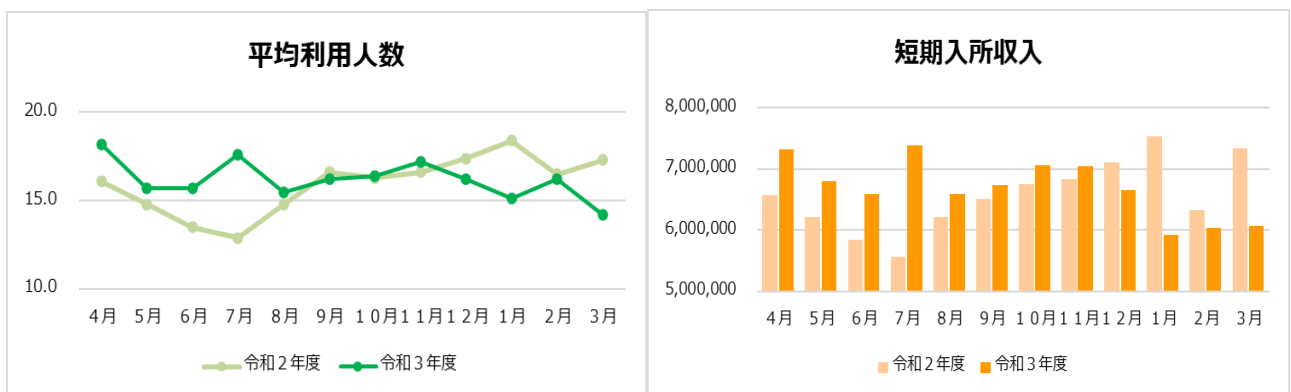 平均利用人数
20.0
15.0
10.0
4月 5月 6月 7月 8月 9月 10月 11月 12月 1月 2月 3月
令和2年度 令和3年度
短期入所収入
8,000,000
7,000,000
6,000,000
5,000,000
4月 5月 6月 7月 8月 9月 10月 11月 12月 1月 2月 3月
令和2年度 令和3年度